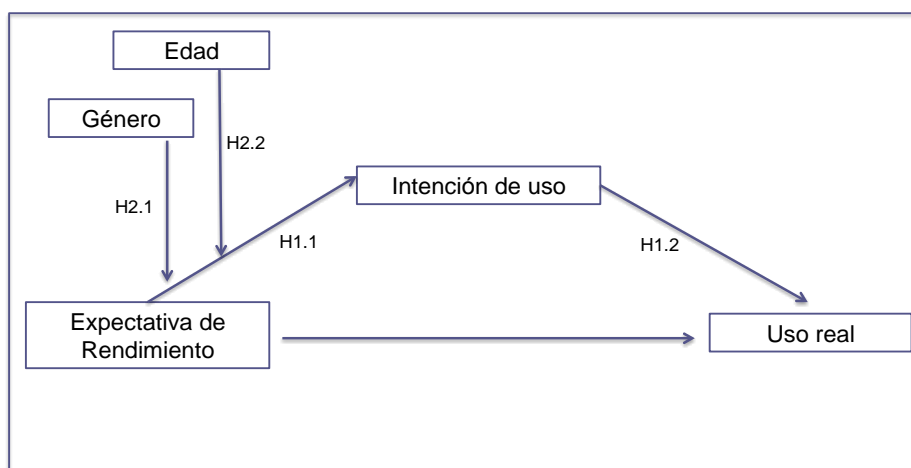 Edad
Género
H2.2
Intención de uso
H2.1
H1.1
H1.2
Expectativa de
Rendimiento
Uso real